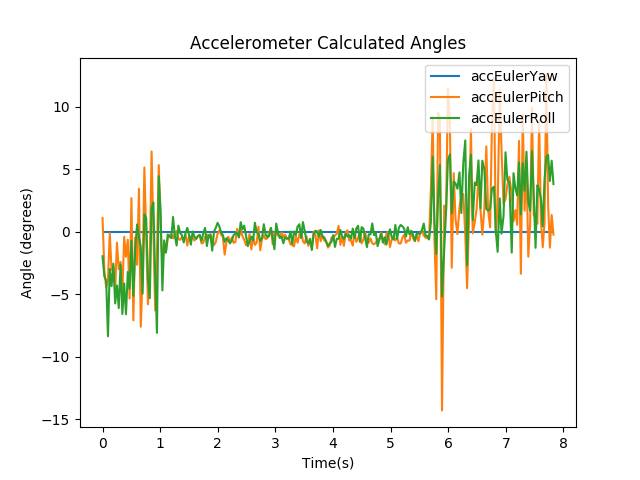 Accelerometer Calculated Angles
accEulerYaw
accEulerPitch
accEulerRoll
Angle (degrees)
10
5
0
−5
−10
−15
0 1 2 3 4 5 6 7 8
Time(s)